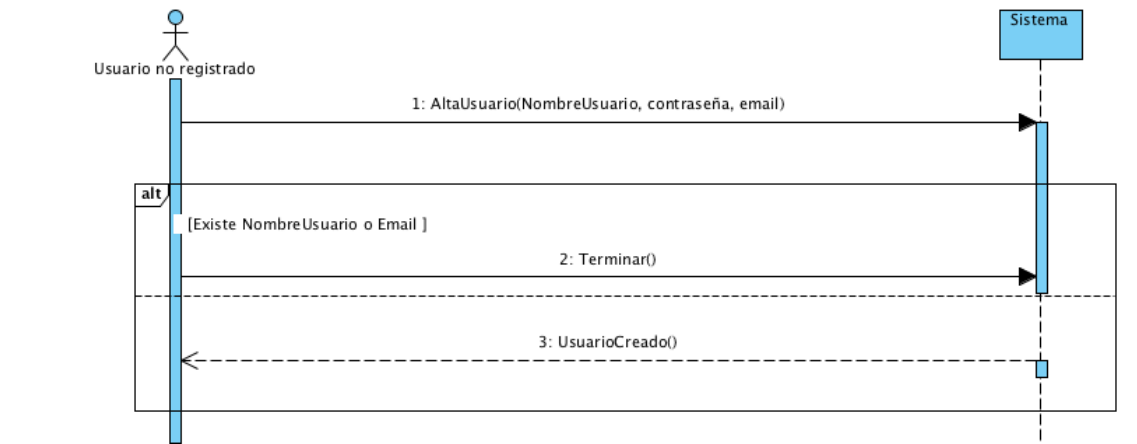 Sistema
Usuario no registrado
1: AltaUsuario(NombreUsuario, contraseña, email)
alt
[Existe NombreUsuario o Email ]
2: Terminar()
3: UsuarioCreado()